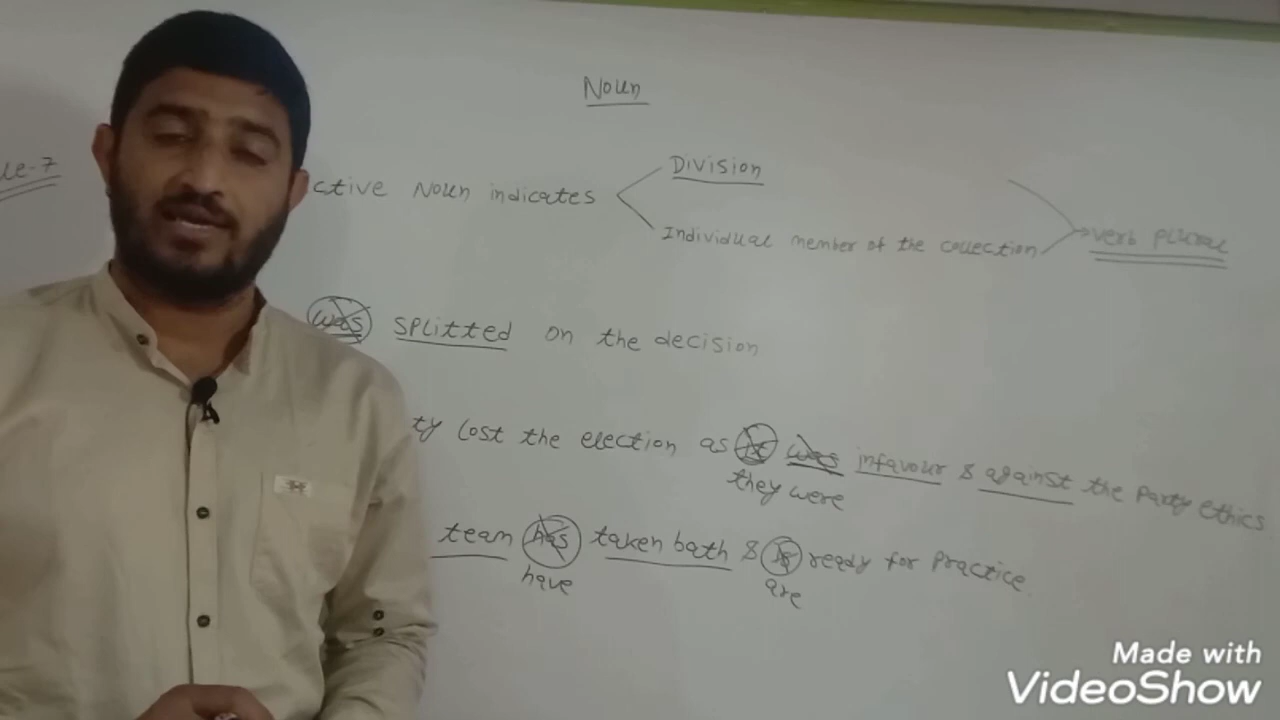 Noun
ue-7
Division
ctive Noun indicates
Individual member of the collection
verb plural
was splitted on the decision
ty lost the election as it was infavour & against the party ethics
they were
team has taken bath & is ready for practice
have are
Made with
VideoShow